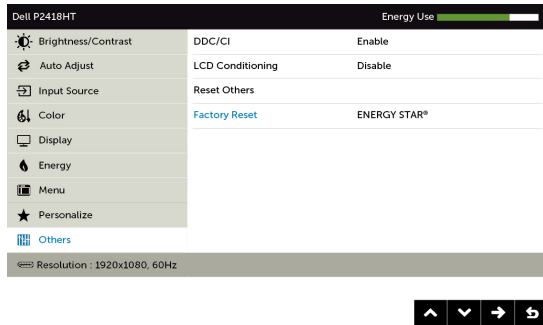 Dell P2418HT
Energy Use
Brightness/Contrast
DDC/CI
Enable
Auto Adjust
LCD Conditioning
Disable
Input Source
Reset Others
Color
Factory Reset
ENERGY STAR®
Display
Energy
Menu
Personalize
Others
Resolution : 1920x1080, 60Hz